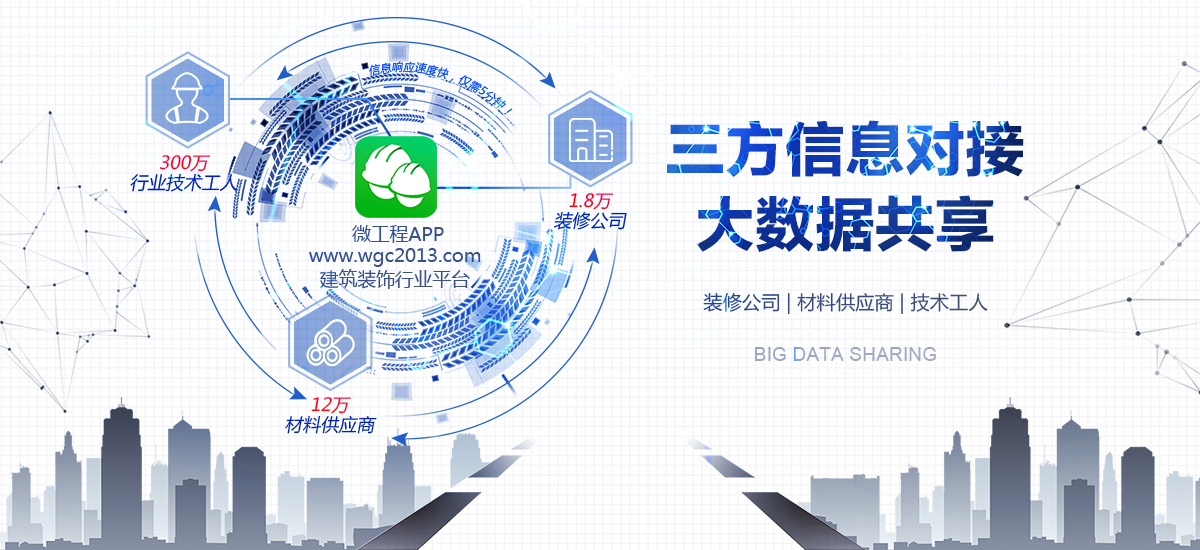 信息响应速度快，仅需5分钟！
300万
行业技术工人
1.8万
装修公司
微工程APP
www.wgc2013.com
建筑装饰行业平台
12万
材料供应商
三方信息对接
大数据共享
装修公司 | 材料供应商 | 技术工人
BIG DATA SHARING